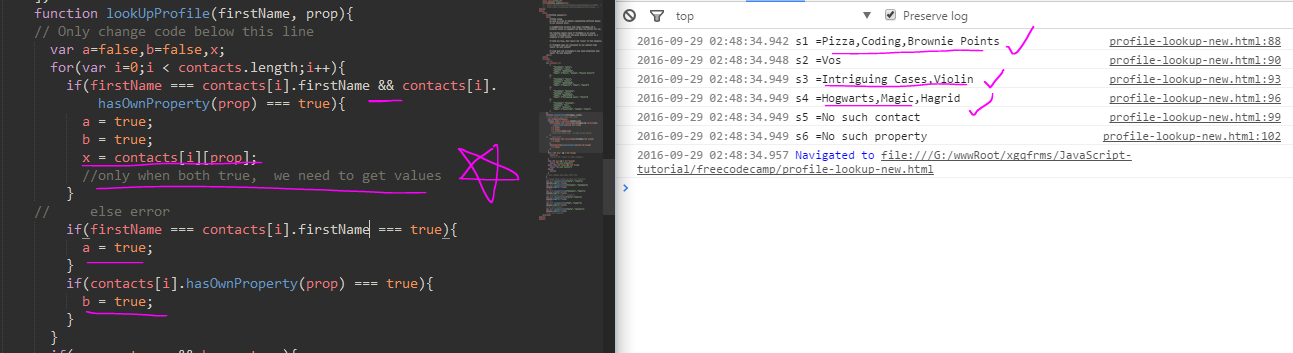 function lookUpProfile(firstName, prop){
// Only change code below this line
var a=false,b=false,x;
for(var i=0;i < contacts.length;i++){
if(firstName === contacts[i].firstName && contacts[i].
hasOwnProperty(prop) === true){
a = true;
b = true;
x = contacts[i][prop];
//only when both true,  we need to get values
}
//     else error
if(firstName === contacts[i].firstName === true){
a = true;
}
if(contacts[i].hasOwnProperty(prop) === true){
b = true;
}
}
top ▼ Preserve log
2016-09-29 02:48:34.942 s1 =Pizza,Coding,Brownie Points profile-lookup-new.html:88
2016-09-29 02:48:34.948 s2 =Vos profile-lookup-new.html:90
2016-09-29 02:48:34.949 s3 =Intriguing Cases,Violin profile-lookup-new.html:93
2016-09-29 02:48:34.949 s4 =Hogwarts,Magic,Hagrid profile-lookup-new.html:96
2016-09-29 02:48:34.949 s5 =No such contact profile-lookup-new.html:99
2016-09-29 02:48:34.949 s6 =No such property profile-lookup-new.html:102
2016-09-29 02:48:34.957 Navigated to file:///G:/wwwRoot/xgqfrms/JavaScript-
tutorial/freecodecamp/profile-lookup-new.html
>